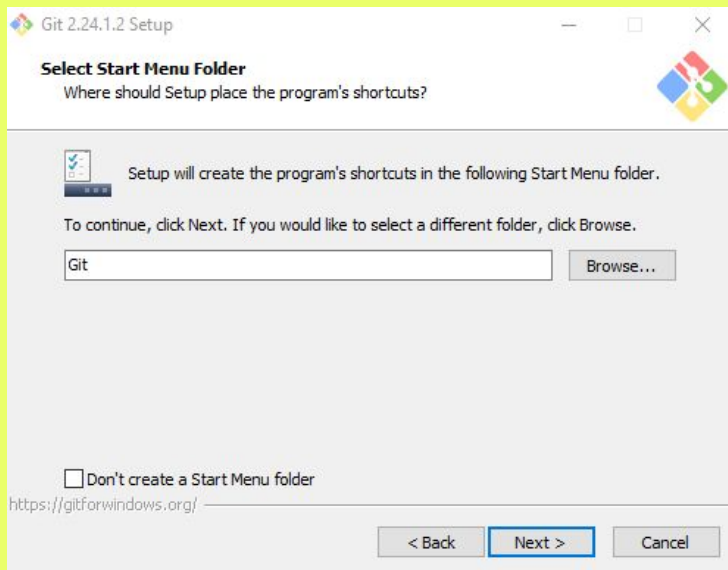 Git 2.24.1.2 Setup
Select Start Menu Folder
Where should Setup place the program's shortcuts?
Setup will create the program's shortcuts in the following Start Menu folder.
To continue, click Next. If you would like to select a different folder, click Browse.
Git
Browse...
Don't create a Start Menu folder
https://gitforwindows.org/
< Back
Next >
Cancel